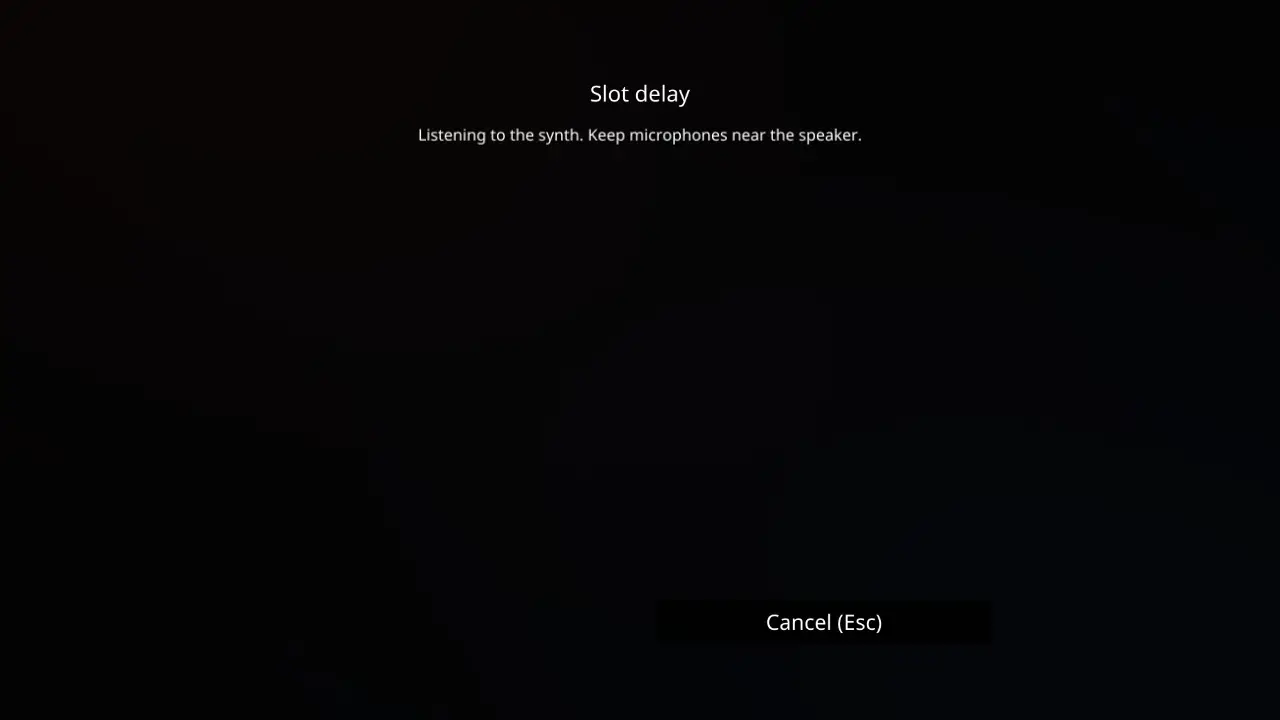 Slot delay
Listening to the synth. Keep microphones near the speaker.
Cancel (Esc)